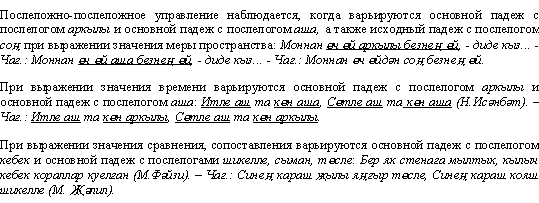 Послеложно-послеложное управление наблюдается, когда варьируются основной падеж с
послелогом аркылы и основной падеж с послелогом аша, а также исходный падеж с послелогом
соң при выражении значения меры пространства: Моннан өч өй аркылы безнең өй, - диде кыз... -
Чаг.: Моннан өч өй аша безнең өй, - диде кыз... - Чаг.: Моннан өч өйдән соң безнең өй.
При выражении значения времени варьируются основной падеж с послелогом аркылы и
основной падеж с послелогом аша: Итле аш та көн аша, Сөтле аш та көн аша (Н.Исәнбәт). –
Чаг.: Итле аш та көн аркылы, Сөтле аш та көн аркылы.
При выражении значения сравнения, сопоставления варьируются основной падеж с послелогом
кебек и основной падеж с послелогами шикелле, сыман, төсле: Бер як стенага мылтык, кылыч
кебек кораллар куелган (М.Фәйзи). – Чаг.: Синең караш җылы яңгыр төсле, Синең караш кояш
шикелле (М. Җәлил).